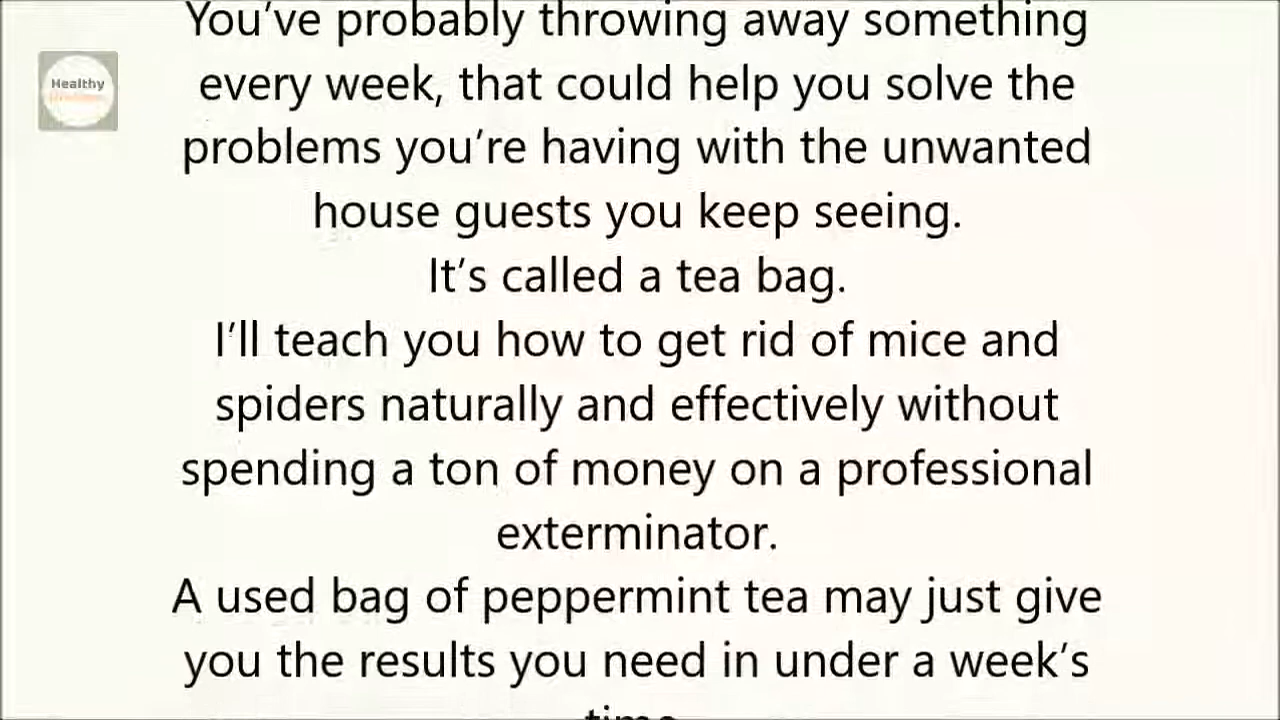 You've probably throwing away something
every week, that could help you solve the
problems you're having with the unwanted
house guests you keep seeing.
It's called a tea bag.
I'll teach you how to get rid of mice and
spiders naturally and effectively without
spending a ton of money on a professional
exterminator.
A used bag of peppermint tea may just give
you the results you need in under a week's
Healthy